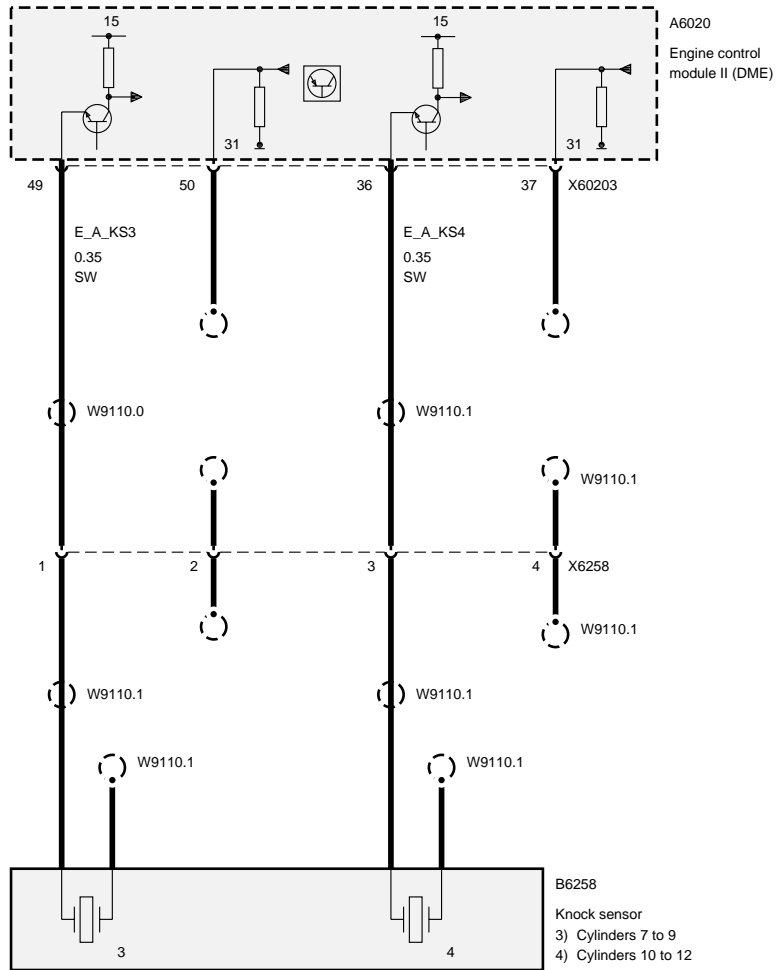 15
15
A6020
Engine control
module II (DME)
31
31
49
50
36
37
X60203
E_A_KS3
0.35
SW
E_A_KS4
0.35
SW
W9110.0
W9110.1
W9110.1
1
2
3
4
X6258
W9110.1
W9110.1
W9110.1
W9110.1
W9110.1
B6258
Knock sensor
3) Cylinders 7 to 9
4) Cylinders 10 to 12
3
4